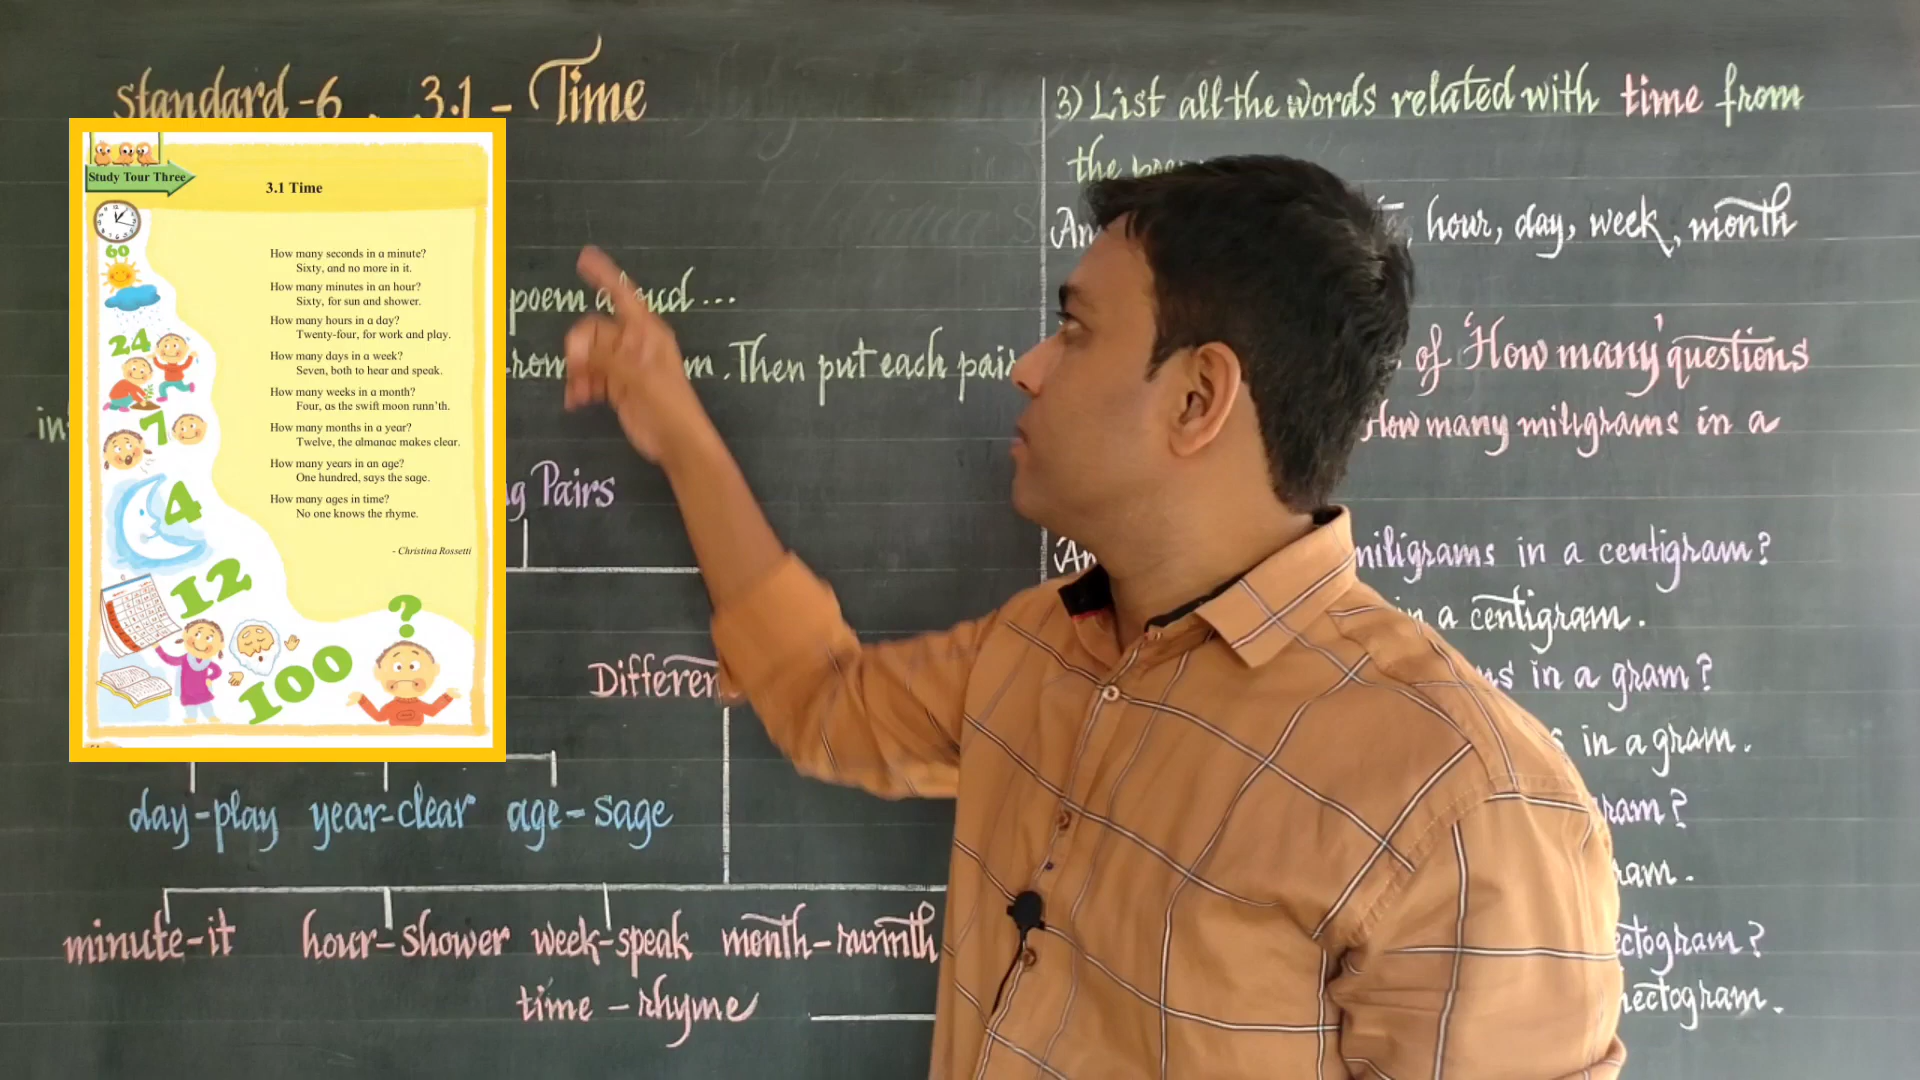 standard-6 . 3.1 - Time
Study Tour Three
3.1 Time
60
24
7
4
12
100
?
How many seconds in a minute?
Sixty, and no more in it.
How many minutes in an hour?
Sixty, for sun and shower.
How many hours in a day?
Twenty-four, for work and play.
How many days in a week?
Seven, both to hear and speak.
How many weeks in a month?
Four, as the swift moon runn'th.
How many months in a year?
Twelve, the almanac makes clear.
How many years in an age?
One hundred, says the sage.
How many ages in time?
No one knows the rhyme.
- Christina Rossetti
poem aloud...
. Then put each pair
Pairs
day-play year-clear age-sage
minute-it hour-shower week-speak month-runnth
time - rhyme
3) List all the words related with time from
the
hour, day, week, month
of 'How many' questions
How many miligrams in a
miligrams in a centigram?
in a centigram.
in a gram?
in a gram.
hectogram.